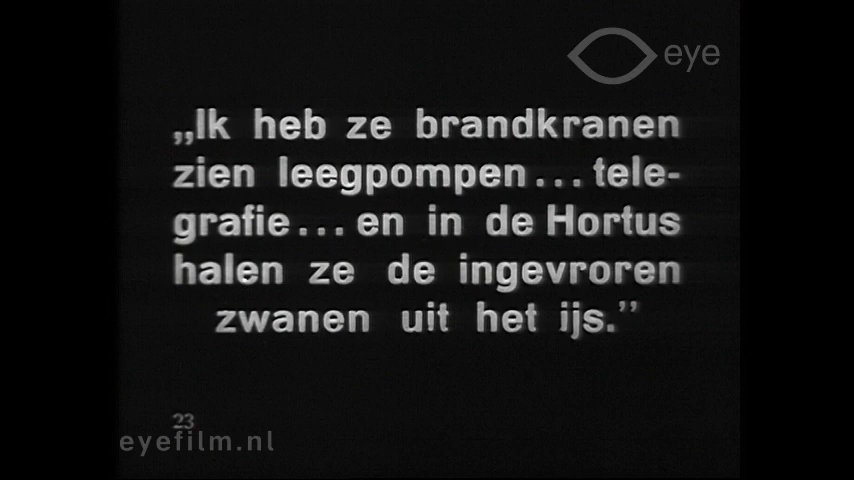 eye
„Ik heb ze brandkranen
zien leegpompen... tele-
grafie... en in de Hortus
halen ze de ingevroren
zwanen uit het ijs.”
23
eyefilm.nl